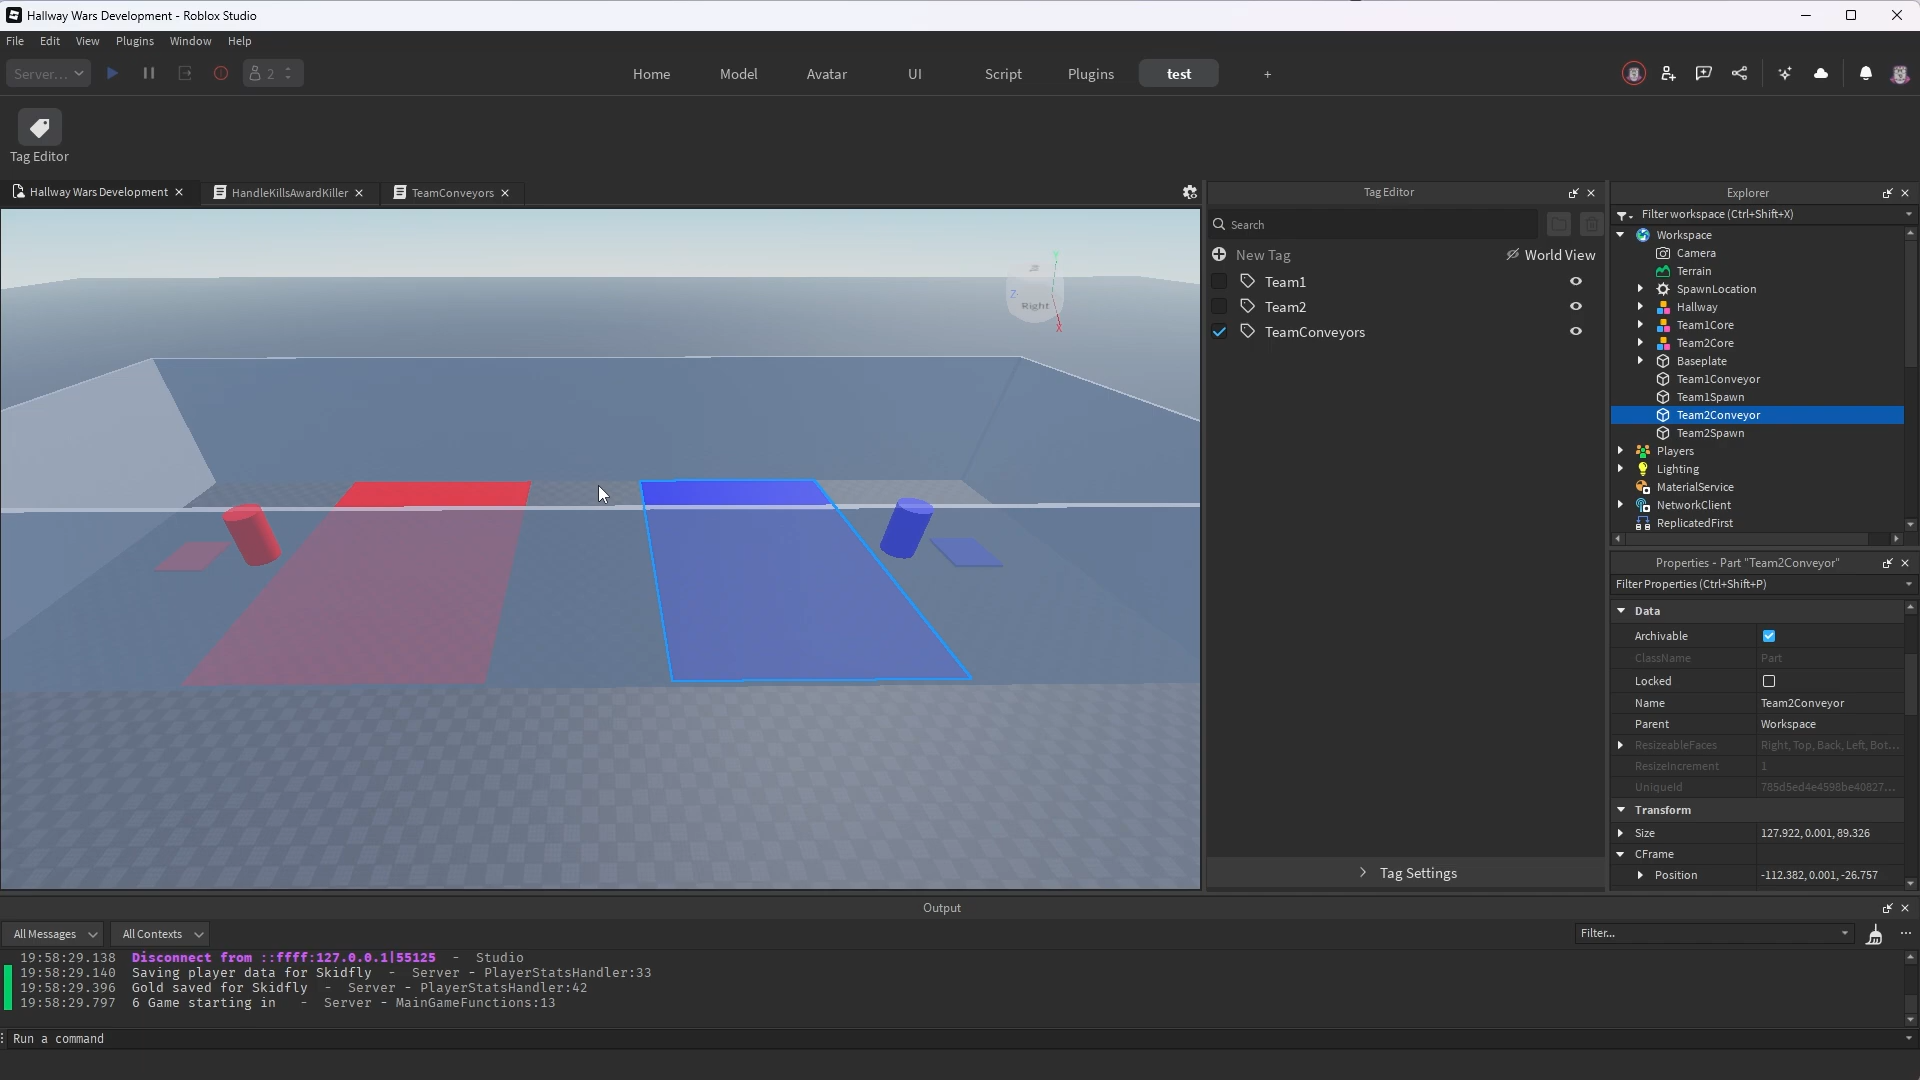 Hallway Wars Development - Roblox Studio
File Edit View Plugins Window Help
Server... 2 Home Model Avatar UI Script Plugins test +
Tag Editor
Hallway Wars Development HandleKillsAwardKiller TeamConveyors
Right
Z
Y
X
Tag Editor
Search
New Tag World View
Team1
Team2
TeamConveyors
Tag Settings
Explorer
Filter workspace (Ctrl+Shift+X)
Workspace
Camera
Terrain
SpawnLocation
Hallway
Team1Core
Team2Core
Baseplate
Team1Conveyor
Team1Spawn
Team2Conveyor
Team2Spawn
Players
Lighting
MaterialService
NetworkClient
ReplicatedFirst
Properties - Part "Team2Conveyor"
Filter Properties (Ctrl+Shift+P)
Data
Archivable
ClassName Part
Locked
Name Team2Conveyor
Parent Workspace
ResizeableFaces Right, Top, Back, Left, Bot...
ResizeIncrement 1
UniqueId 785d5ed4e4598be40827...
Transform
Size 127.922, 0.001, 89.326
CFrame
Position -112.382, 0.001, -26.757
Output
All Messages All Contexts Filter...
19:58:29.138 Disconnect from ::ffff:127.0.0.1|55125 - Studio
19:58:29.140 Saving player data for Skidfly - Server - PlayerStatsHandler:33
19:58:29.396 Gold saved for Skidfly - Server - PlayerStatsHandler:42
19:58:29.797 6 Game starting in - Server - MainGameFunctions:13
Run a command